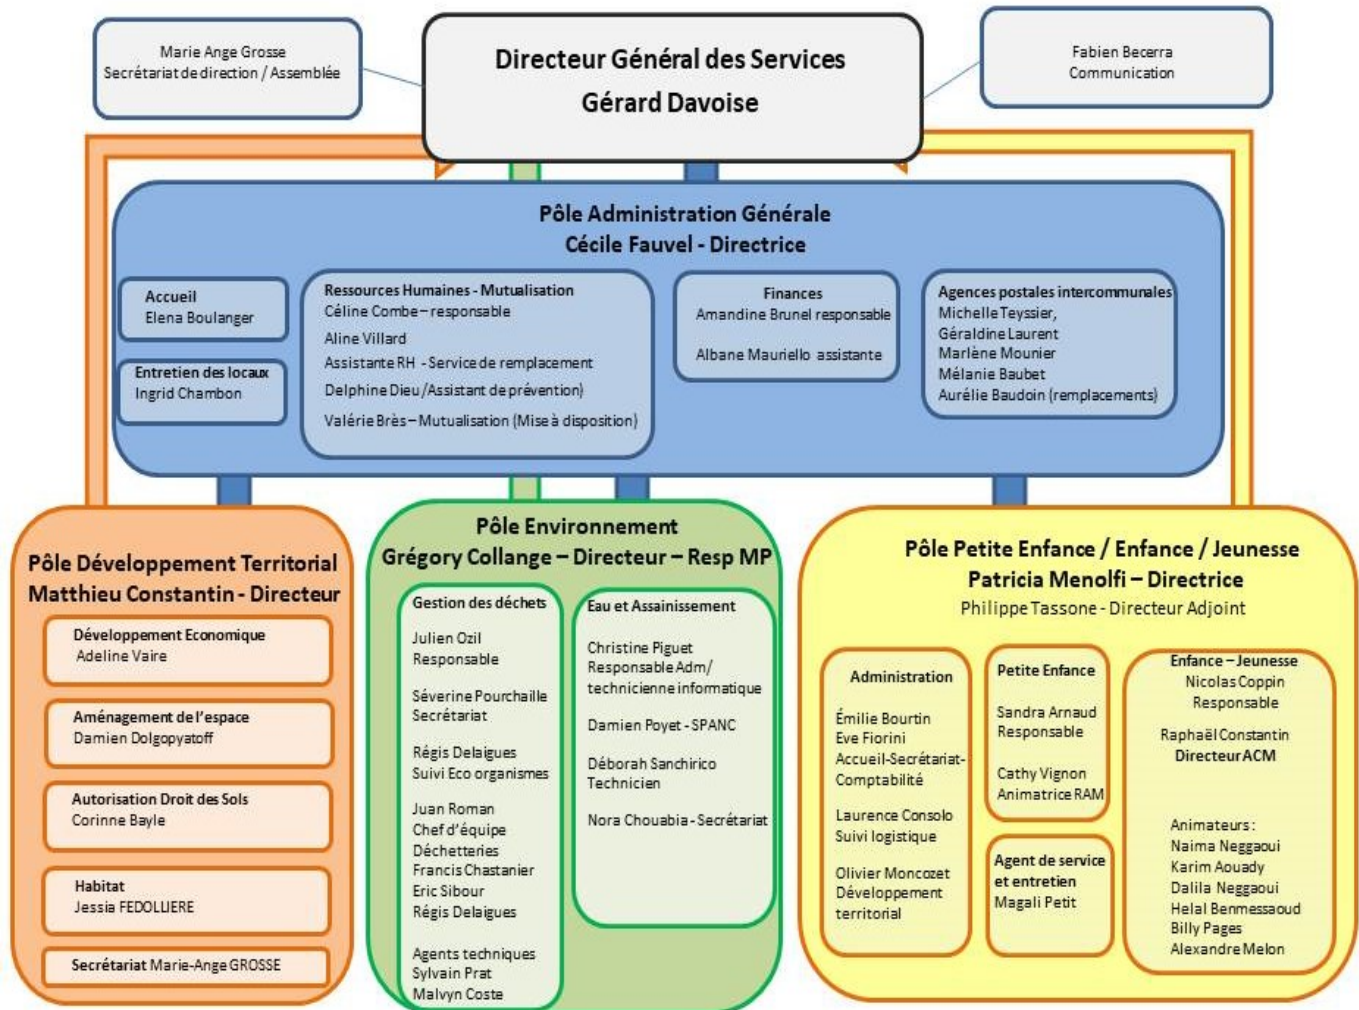 Marie Ange Grosse
Secrétariat de direction / Assemblée
Directeur Général des Services
Gérard Davoise
Fabien Becerra
Communication
Pôle Administration Générale
Cécile Fauvel - Directrice
Accueil
Elena Boulanger
Entretien des locaux
Ingrid Chambon
Ressources Humaines - Mutualisation
Céline Combe – responsable
Aline Villard
Assistante RH - Service de remplacement
Delphine Dieu /Assistant de prévention)
Valérie Brès – Mutualisation (Mise à disposition)
Finances
Amandine Brunel responsable
Albane Mauriello assistante
Agences postales intercommunales
Michelle Teyssier,
Géraldine Laurent
Marlène Mounier
Mélanie Baubet
Aurélie Baudoin (remplacements)
Pôle Développement Territorial
Matthieu Constantin - Directeur
Développement Economique
Adeline Vaire
Aménagement de l'espace
Damien Dolgopyatoff
Autorisation Droit des Sols
Corinne Bayle
Habitat
Jessia FEDOLLIERE
Secrétariat Marie-Ange GROSSE
Pôle Environnement
Grégory Collange – Directeur – Resp MP
Gestion des déchets
Julien Ozil
Responsable
Séverine Pourchaille
Secrétariat
Régis Delaigues
Suivi Eco organismes
Juan Roman
Chef d'équipe
Déchetteries
Francis Chastanier
Eric Sibour
Régis Delaigues
Agents techniques
Sylvain Prat
Malvyn Coste
Eau et Assainissement
Christine Piguet
Responsable Adm/
technicienne informatique
Damien Poyet - SPANC
Déborah Sanchirico
Technicien
Nora Chouabia - Secrétariat
Pôle Petite Enfance / Enfance / Jeunesse
Patricia Menolfi – Directrice
Philippe Tassone - Directeur Adjoint
Administration
Émilie Bourtin
Eve Fiorini
Accueil-Secrétariat-
Comptabilité
Laurence Consolo
Suivi logistique
Olivier Moncozet
Développement
territorial
Petite Enfance
Sandra Arnaud
Responsable
Cathy Vignon
Animatrice RAM
Agent de service
et entretien
Magali Petit
Enfance – Jeunesse
Nicolas Coppin
Responsable
Raphaël Constantin
Directeur ACM
Animateurs :
Naima Neggaoui
Karim Aouady
Dalila Neggaoui
Helal Benmessaoud
Billy Pages
Alexandre Melon